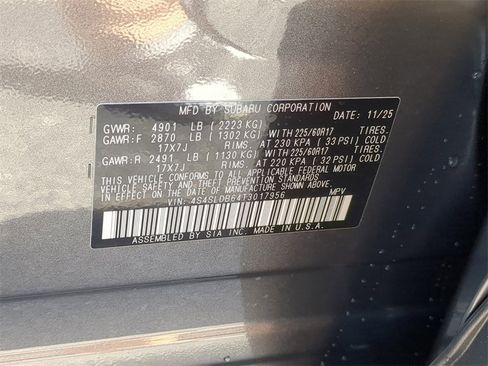 MFD BY SUBARU CORPORATION DATE: 11/25
GVWR: 4901 LB (2223 KG)
GAWR: F 2870 LB (1302 KG) WITH 225/60R17 TIRES.
17X7J RIMS. AT 230 KPA (33 PSI) COLD.
GAWR: R 2491 LB (1130 KG) WITH 225/60R17 TIRES.
17X7J RIMS. AT 220 KPA (32 PSI) COLD.
THIS VEHICLE CONFORMS TO ALL APPLICABLE FEDERAL MOTOR
VEHICLE SAFETY AND BUMPER STANDARDS IN EFFECT ON
THE DATE OF MANUFACTURE SHOWN ABOVE.
VIN: 4S4SLDB64T3017956 MPV
ASSEMBLED BY SIA INC. MADE IN U.S.A.